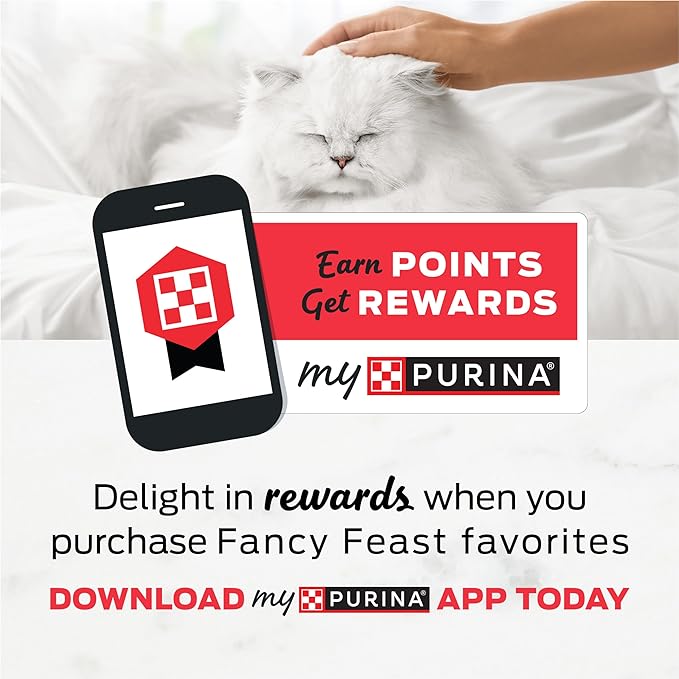 Earn POINTS
Get REWARDS
my PURINA®
Delight in rewards when you
purchase Fancy Feast favorites
DOWNLOAD my PURINA® APP TODAY